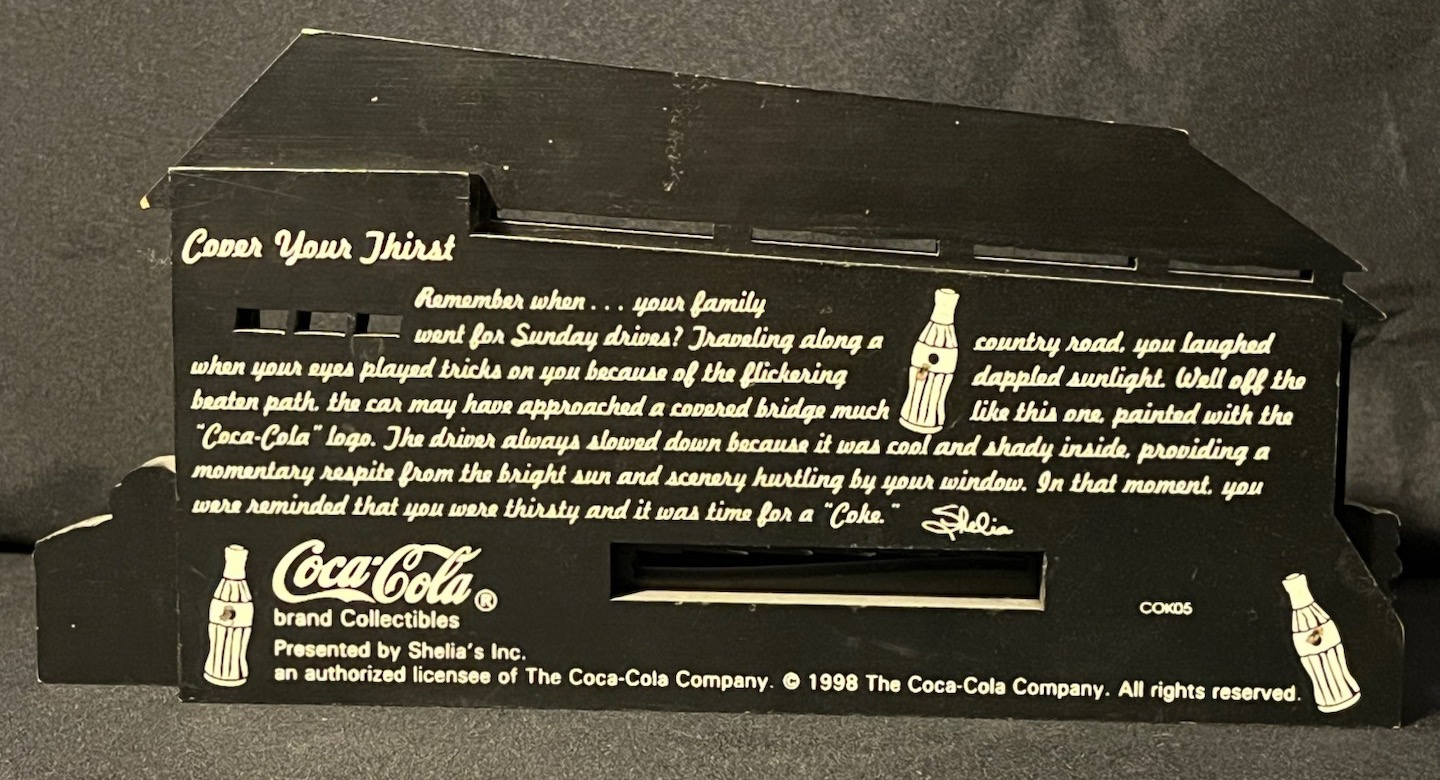 Cover Your Thirst
Remember when . . . your family
went for Sunday drives? Traveling along a country road, you laughed
when your eyes played tricks on you because of the flickering dappled sunlight. Well off the
beaten path, the car may have approached a covered bridge much like this one, painted with the
"Coca-Cola" logo. The driver always slowed down because it was cool and shady inside, providing a
momentary respite from the bright sun and scenery hurtling by your window. In that moment, you
were reminded that you were thirsty and it was time for a "Coke." Shelia
Coca-Cola®
brand Collectibles
COK05
Presented by Shelia's Inc.
an authorized licensee of The Coca-Cola Company. © 1998 The Coca-Cola Company. All rights reserved.